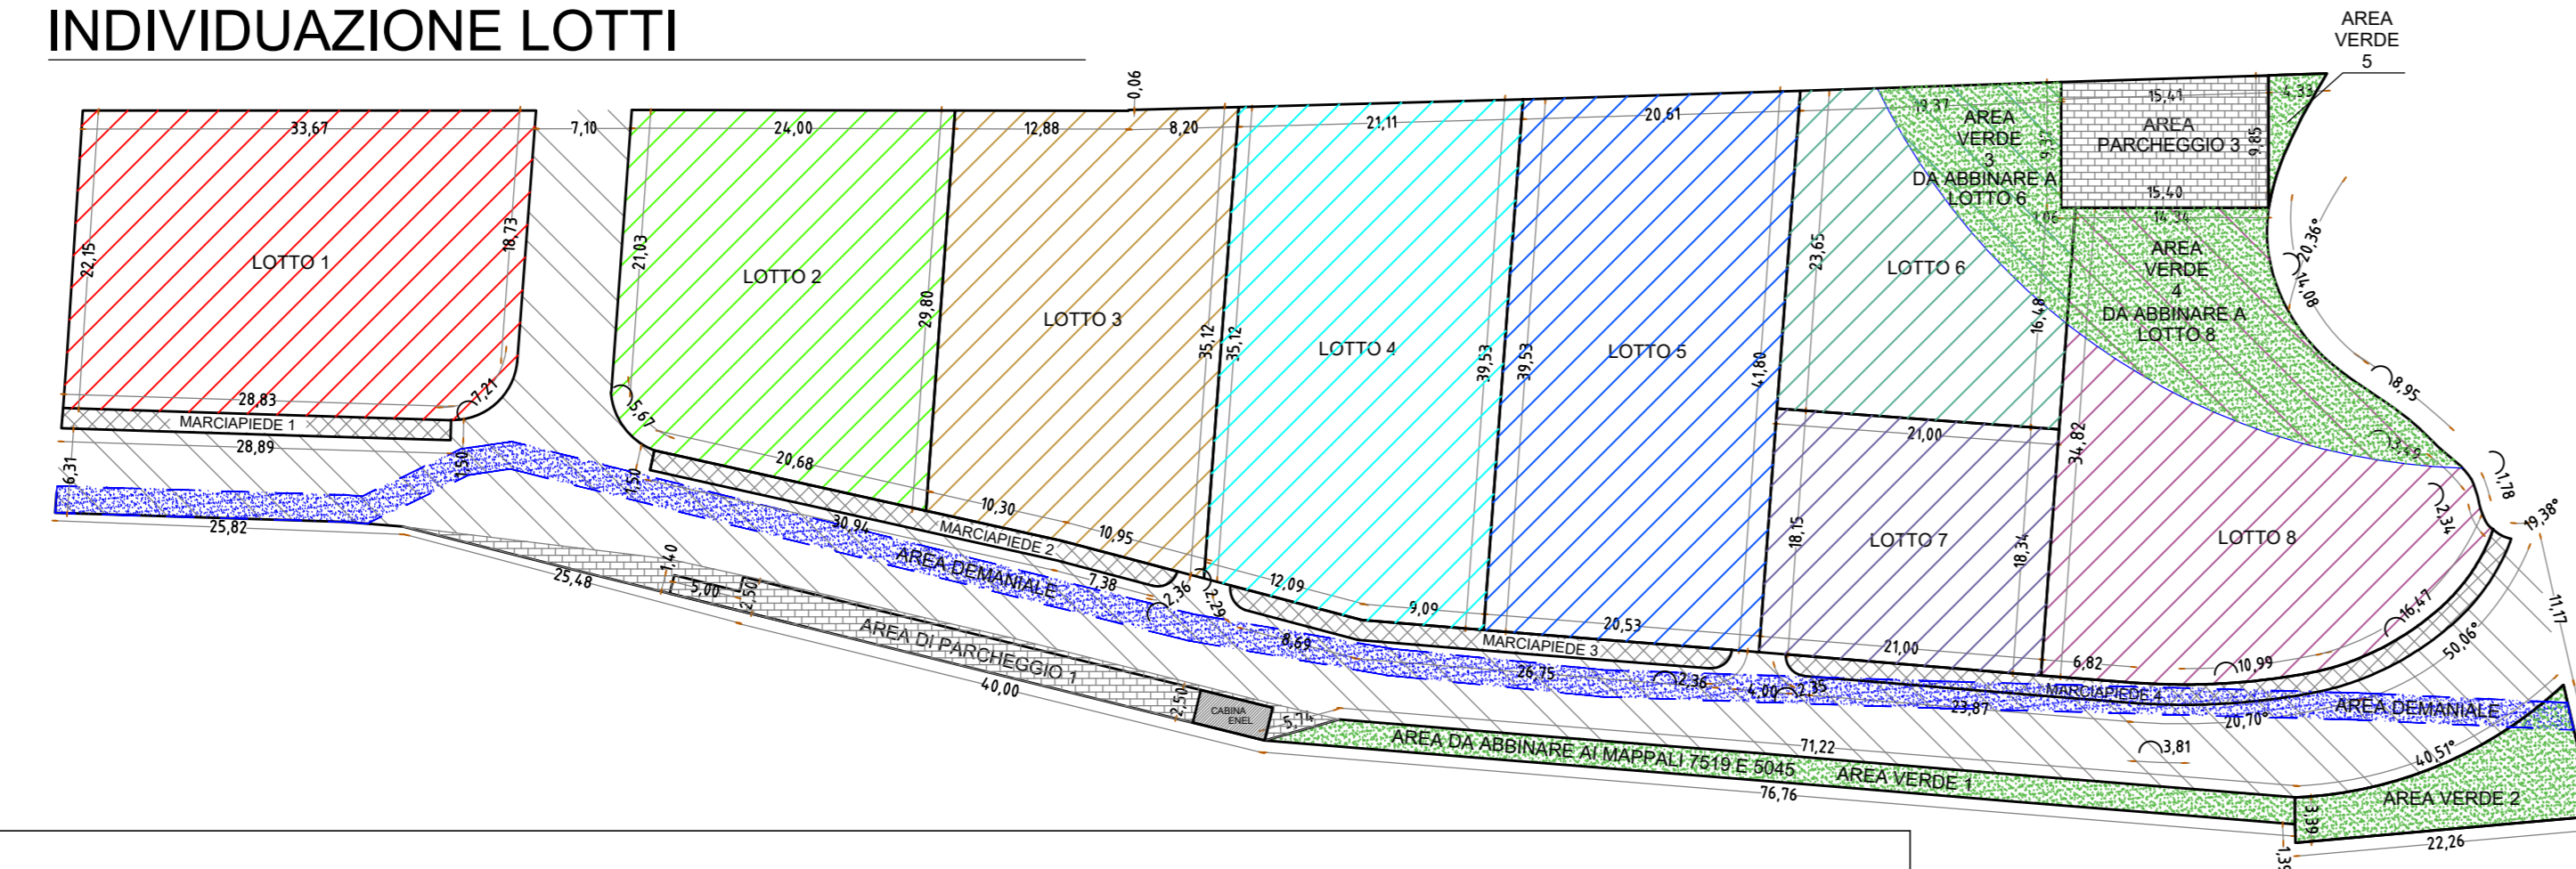 INDIVIDUAZIONE LOTTI
AREA
VERDE
5
33,67
7,10
24,00
12,88
0,06
8,20
21,11
20,61
19,37
15,41
4,33
AREA
VERDE
3
DA ABBINARE A
LOTTO 6
9,37
AREA
PARCHEGGIO 3
9,85
15,40
1,06
14,34
22,15
LOTTO 1
18,73
21,03
LOTTO 2
29,80
LOTTO 3
35,12
35,12
LOTTO 4
39,53
39,53
LOTTO 5
41,80
23,65
LOTTO 6
16,48
AREA
VERDE
4
DA ABBINARE A
LOTTO 8
20,36°
14,08
8,95
3,49
1,78
2,34
19,38°
28,83
7,21
MARCIAPIEDE 1
28,89
6,31
1,50
25,82
5,67
20,68
1,50
30,94
10,30
MARCIAPIEDE 2
10,95
AREA DEMANIALE
7,38
2,36
2,29
12,09
9,09
20,53
21,00
34,82
18,15
LOTTO 7
18,34
LOTTO 8
16,47
11,17
50,06°
25,48
1,40
5,00
2,50
AREA DI PARCHEGGIO 1
40,00
2,50
CABINA
ENEL
5,74
8,69
MARCIAPIEDE 3
26,75
2,36
4,00
2,35
21,00
6,82
10,99
MARCIAPIEDE 4
23,87
20,70°
AREA DEMANIALE
3,81
40,51°
71,22
AREA DA ABBINARE AI MAPPALI 7519 E 5045
AREA VERDE 1
76,76
AREA VERDE 2
3,39
22,26